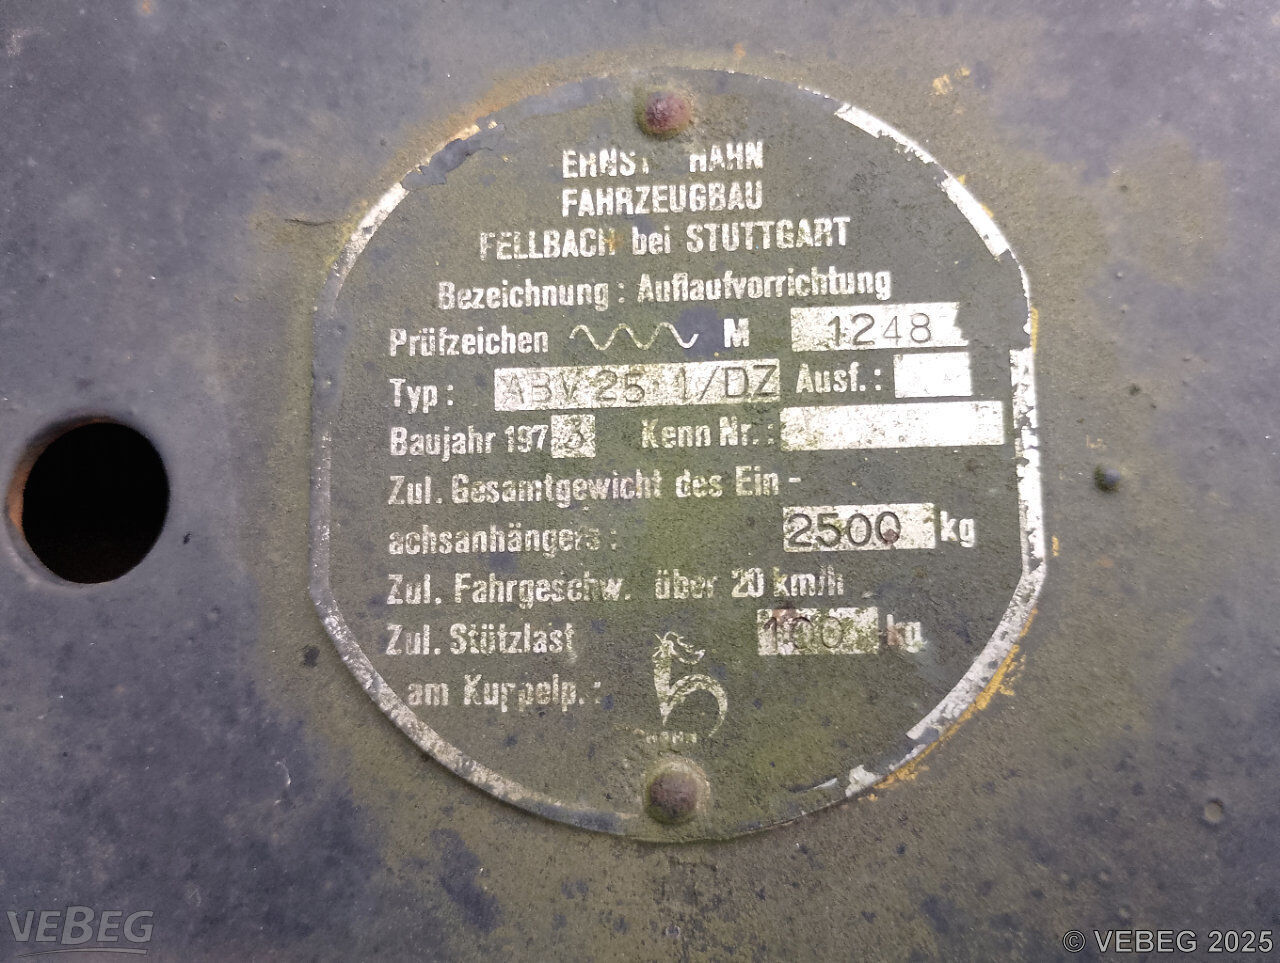 ERNST HAHN
FAHRZEUGBAU
FELLBACH bei STUTTGART
Bezeichnung: Auflaufvorrichtung
Prüfzeichen M 1248
Typ: ABV 25-1/DZ Ausf.:
Baujahr 197 Kenn Nr.:
Zul. Gesamtgewicht des Ein-
achsanhängers: 2500 kg
Zul. Fahrgeschw. über 20 km/h
Zul. Stützlast 100 kg
am Kuppelp.:
HAHN
VEBEG
© VEBEG 2025